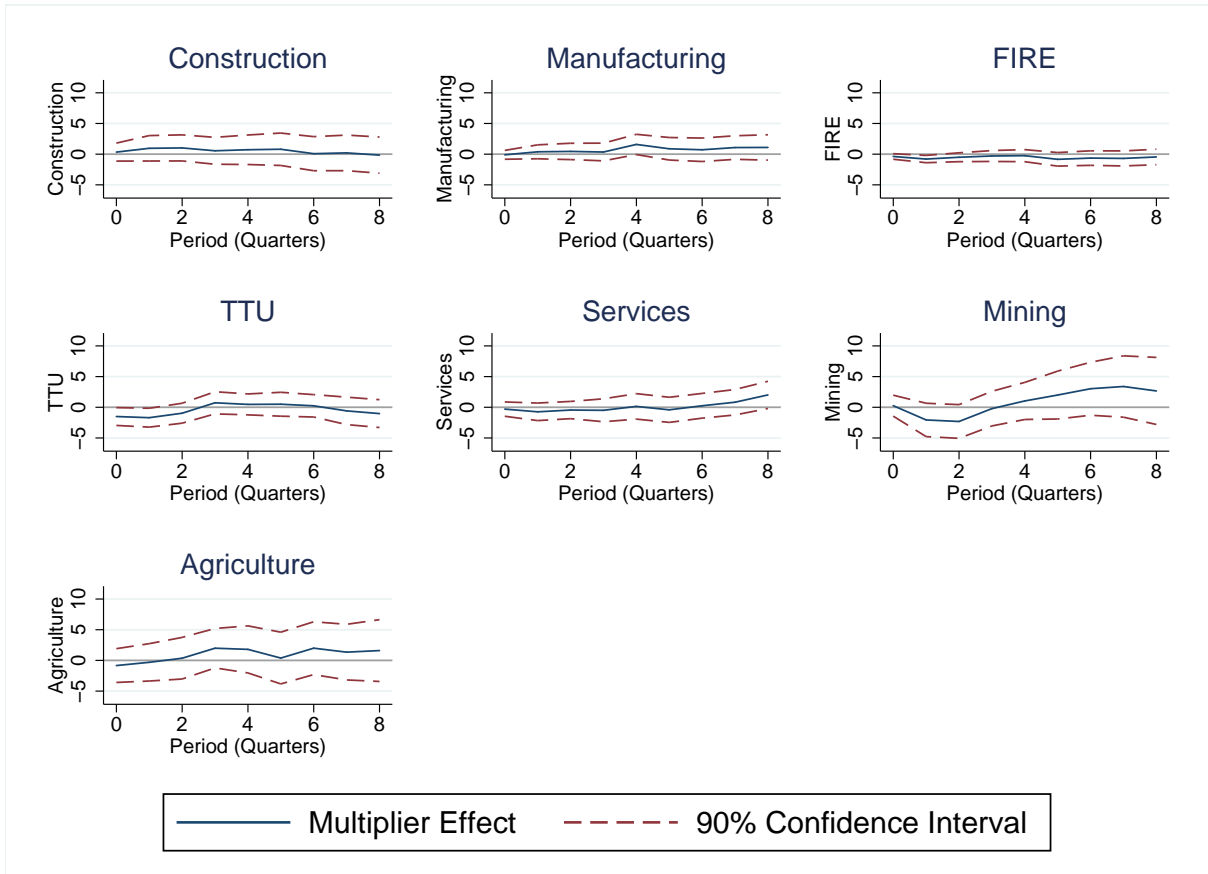 Construction
Construction
10
5
0
−5
0 2 4 6 8
Period (Quarters)
Manufacturing
Manufacturing
10
5
0
−5
0 2 4 6 8
Period (Quarters)
FIRE
FIRE
10
5
0
−5
0 2 4 6 8
Period (Quarters)
TTU
TTU
10
5
0
−5
0 2 4 6 8
Period (Quarters)
Services
Services
10
5
0
−5
0 2 4 6 8
Period (Quarters)
Mining
Mining
10
5
0
−5
0 2 4 6 8
Period (Quarters)
Agriculture
Agriculture
10
5
0
−5
0 2 4 6 8
Period (Quarters)
Multiplier Effect 90% Confidence Interval